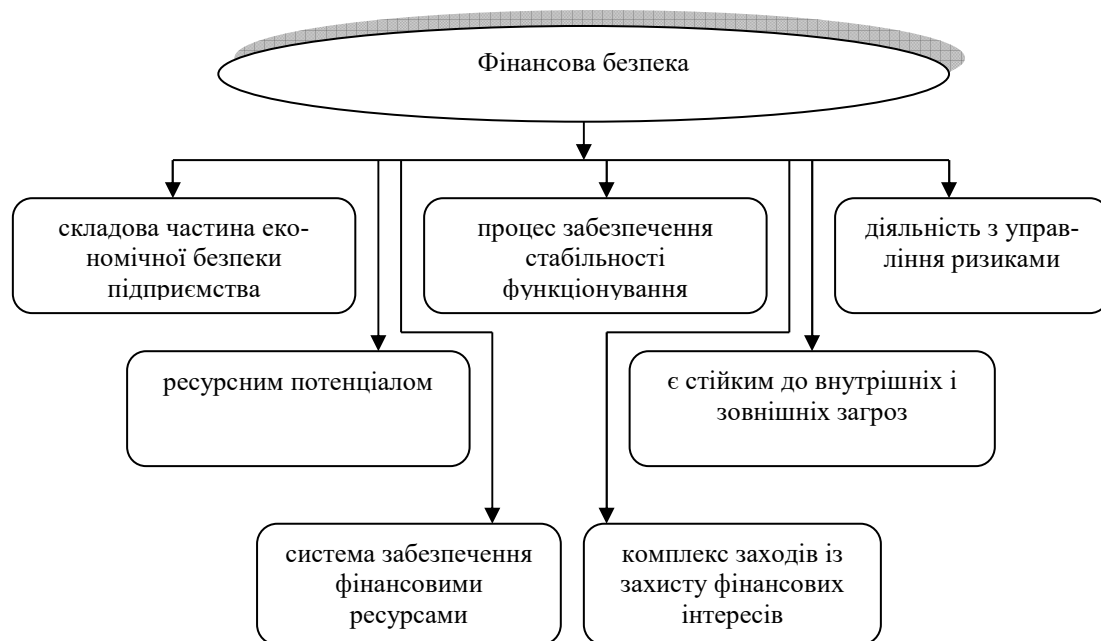 Фінансова безпека
складова частина еко-
номічної безпеки
підприємства
процес забезпечення
стабільності
функціонування
діяльність з управ-
ління ризиками
ресурсним потенціалом
є стійким до внутрішніх і
зовнішніх загроз
система забезпечення
фінансовими
ресурсами
комплекс заходів із
захисту фінансових
інтересів